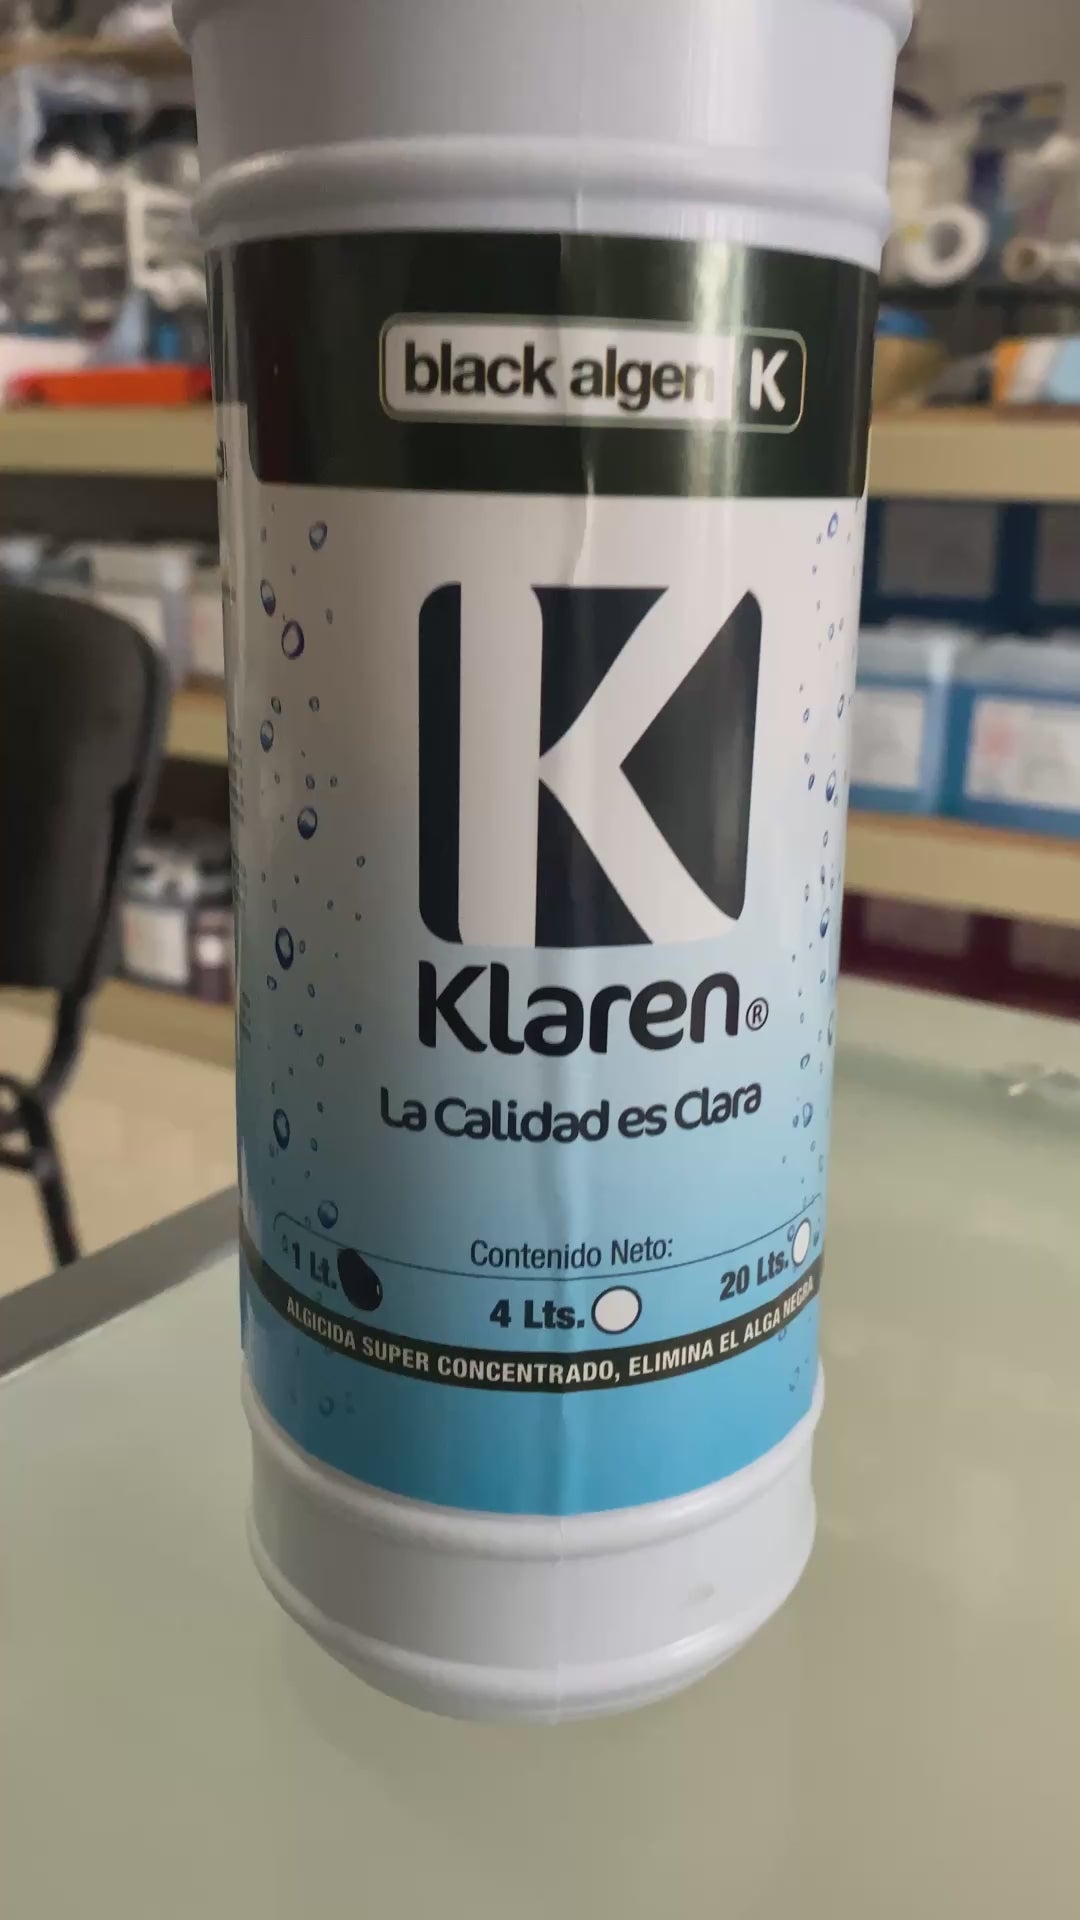 black algen K
K
Klaren®
La Calidad es Clara
Contenido Neto:
1 Lt.
4 Lts.
20 Lts.
ALGICIDA SUPER CONCENTRADO, ELIMINA EL ALGA NEGRA